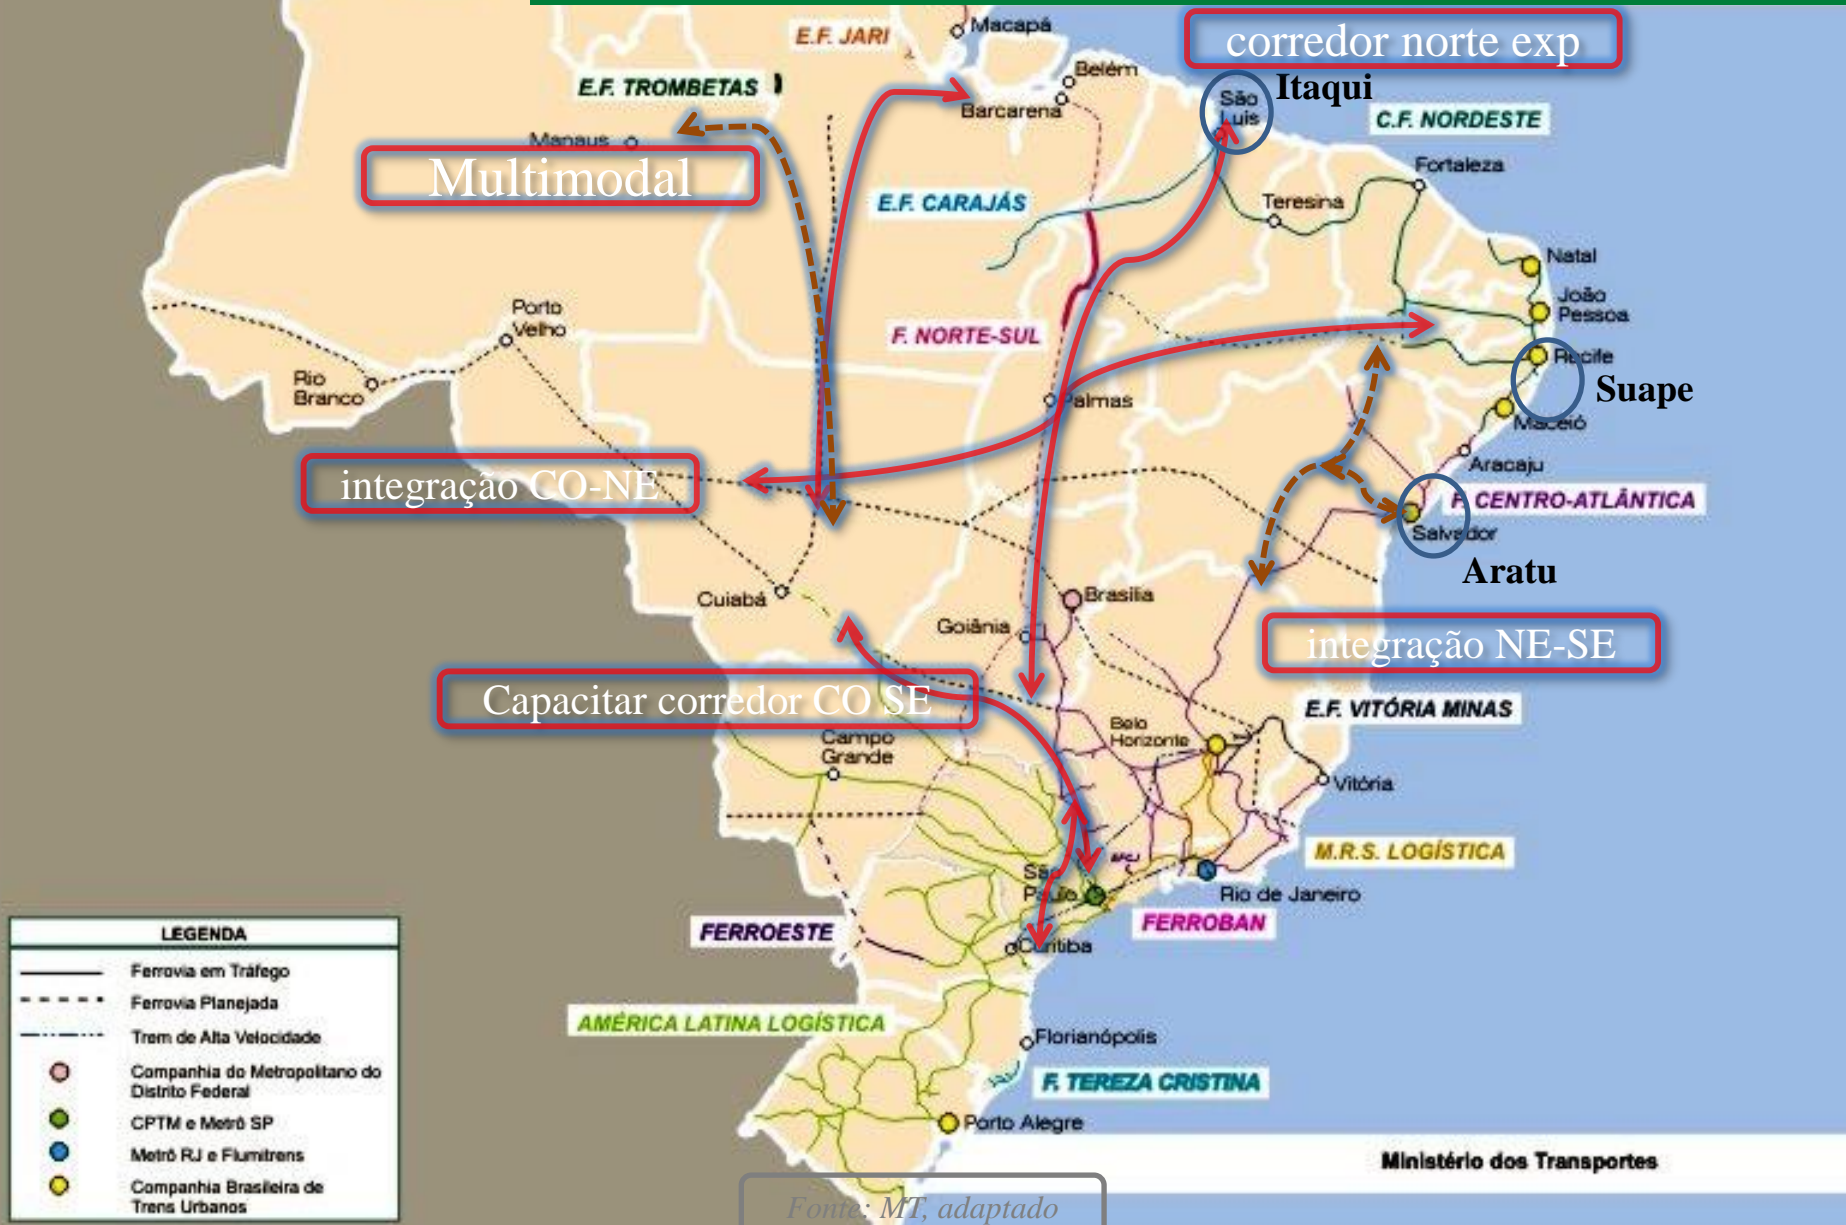 corredor norte exp
Macapá
E.F. JARI
Belém
E.F. TROMBETAS
Itaqui
São
Luis
Barcarena
C.F. NORDESTE
Manaus
Multimodal
Fortaleza
E.F. CARAJÁS
Teresina
Natal
João
Pessoa
Porto
Velho
F. NORTE-SUL
Recife
Rio
Branco
Suape
Palmas
Maceió
Aracaju
integração CO-NE
F. CENTRO-ATLÂNTICA
Salvador
Aratu
Cuiabá
Brasília
Goiânia
integração NE-SE
Capacitar corredor CO SE
E.F. VITÓRIA MINAS
Belo
Horizonte
Campo
Grande
Vitória
M.R.S. LOGÍSTICA
EFCJ
São
Paulo
Rio de Janeiro
FERROESTE
FERROBAN
Curitiba
AMÉRICA LATINA LOGÍSTICA
Florianópolis
F. TEREZA CRISTINA
Porto Alegre
LEGENDA
Ferrovia em Tráfego
Ferrovia Planejada
Trem de Alta Velocidade
Companhia do Metropolitano do
Distrito Federal
CPTM e Metrô SP
Metrô RJ e Flumitrens
Companhia Brasileira de
Trens Urbanos
Ministério dos Transportes
Fonte: MT, adaptado